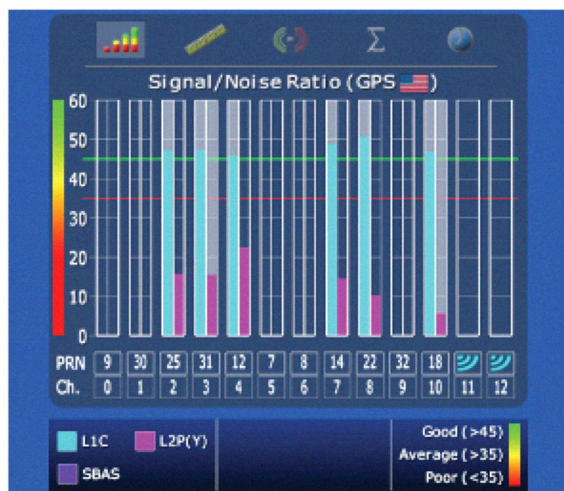 Σ
Signal/Noise Ratio (GPS)
60
50
40
30
20
10
0
PRN 9 30 25 31 12 7 8 14 22 32 18
Ch. 0 1 2 3 4 5 6 7 8 9 10 11 12
L1C L2P(Y)
SBAS
Good (>45)
Average (>35)
Poor (<35)